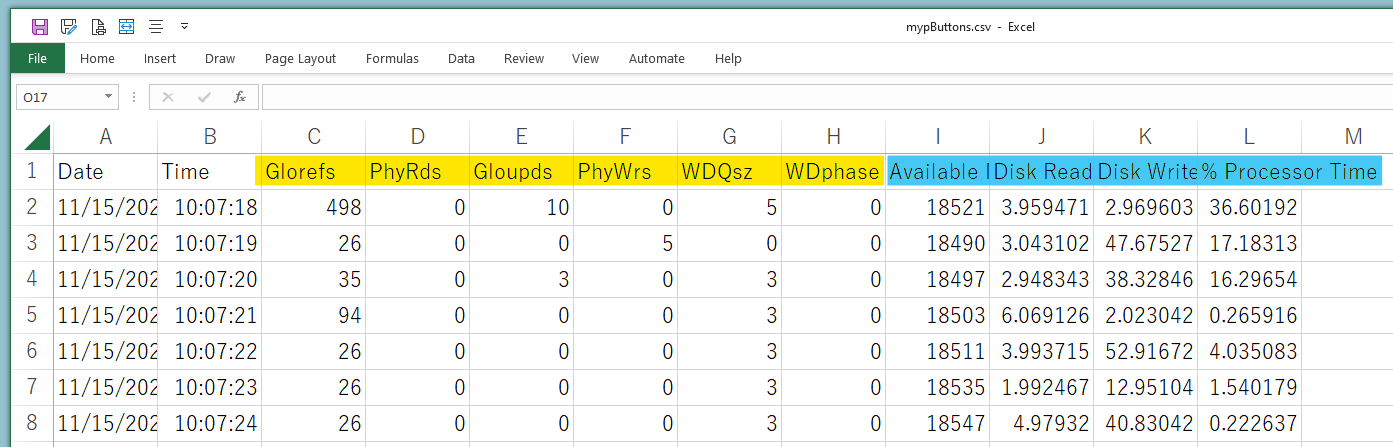 mypButtons.csv - Excel
File Home Insert Draw Page Layout Formulas Data Review View Automate Help
O17 fx
A B C D E F G H I J K L M
1 Date Time Glorefs PhyRds Gloupds PhyWrs WDQsz WDphase Available Disk Read Disk Write % Processor Time
2 11/15/202 10:07:18 498 0 10 0 5 0 18521 3.959471 2.969603 36.60192
3 11/15/202 10:07:19 26 0 0 5 0 0 18490 3.043102 47.67527 17.18313
4 11/15/202 10:07:20 35 0 3 0 3 0 18497 2.948343 38.32846 16.29654
5 11/15/202 10:07:21 94 0 0 0 3 0 18503 6.069126 2.023042 0.265916
6 11/15/202 10:07:22 26 0 0 0 3 0 18511 3.993715 52.91672 4.035083
7 11/15/202 10:07:23 26 0 0 0 3 0 18535 1.992467 12.95104 1.540179
8 11/15/202 10:07:24 26 0 0 0 3 0 18547 4.97932 40.83042 0.222637